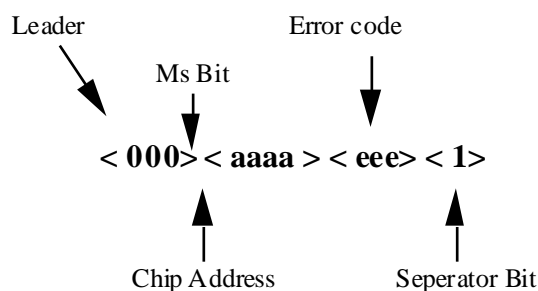 Leader Error code
Ms Bit
< 000>< aaaa >< eee>< 1>
Chip Address Seperator Bit